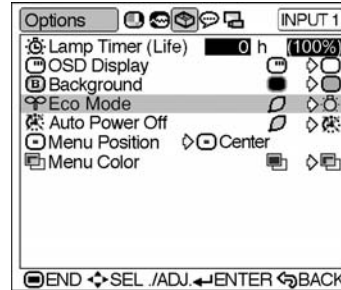 Options INPUT 1
Lamp Timer (Life) 0 h (100%)
OSD Display
B Background
Eco Mode
Auto Power Off
Menu Position Center
Menu Color
END SEL ./ADJ. ENTER BACK